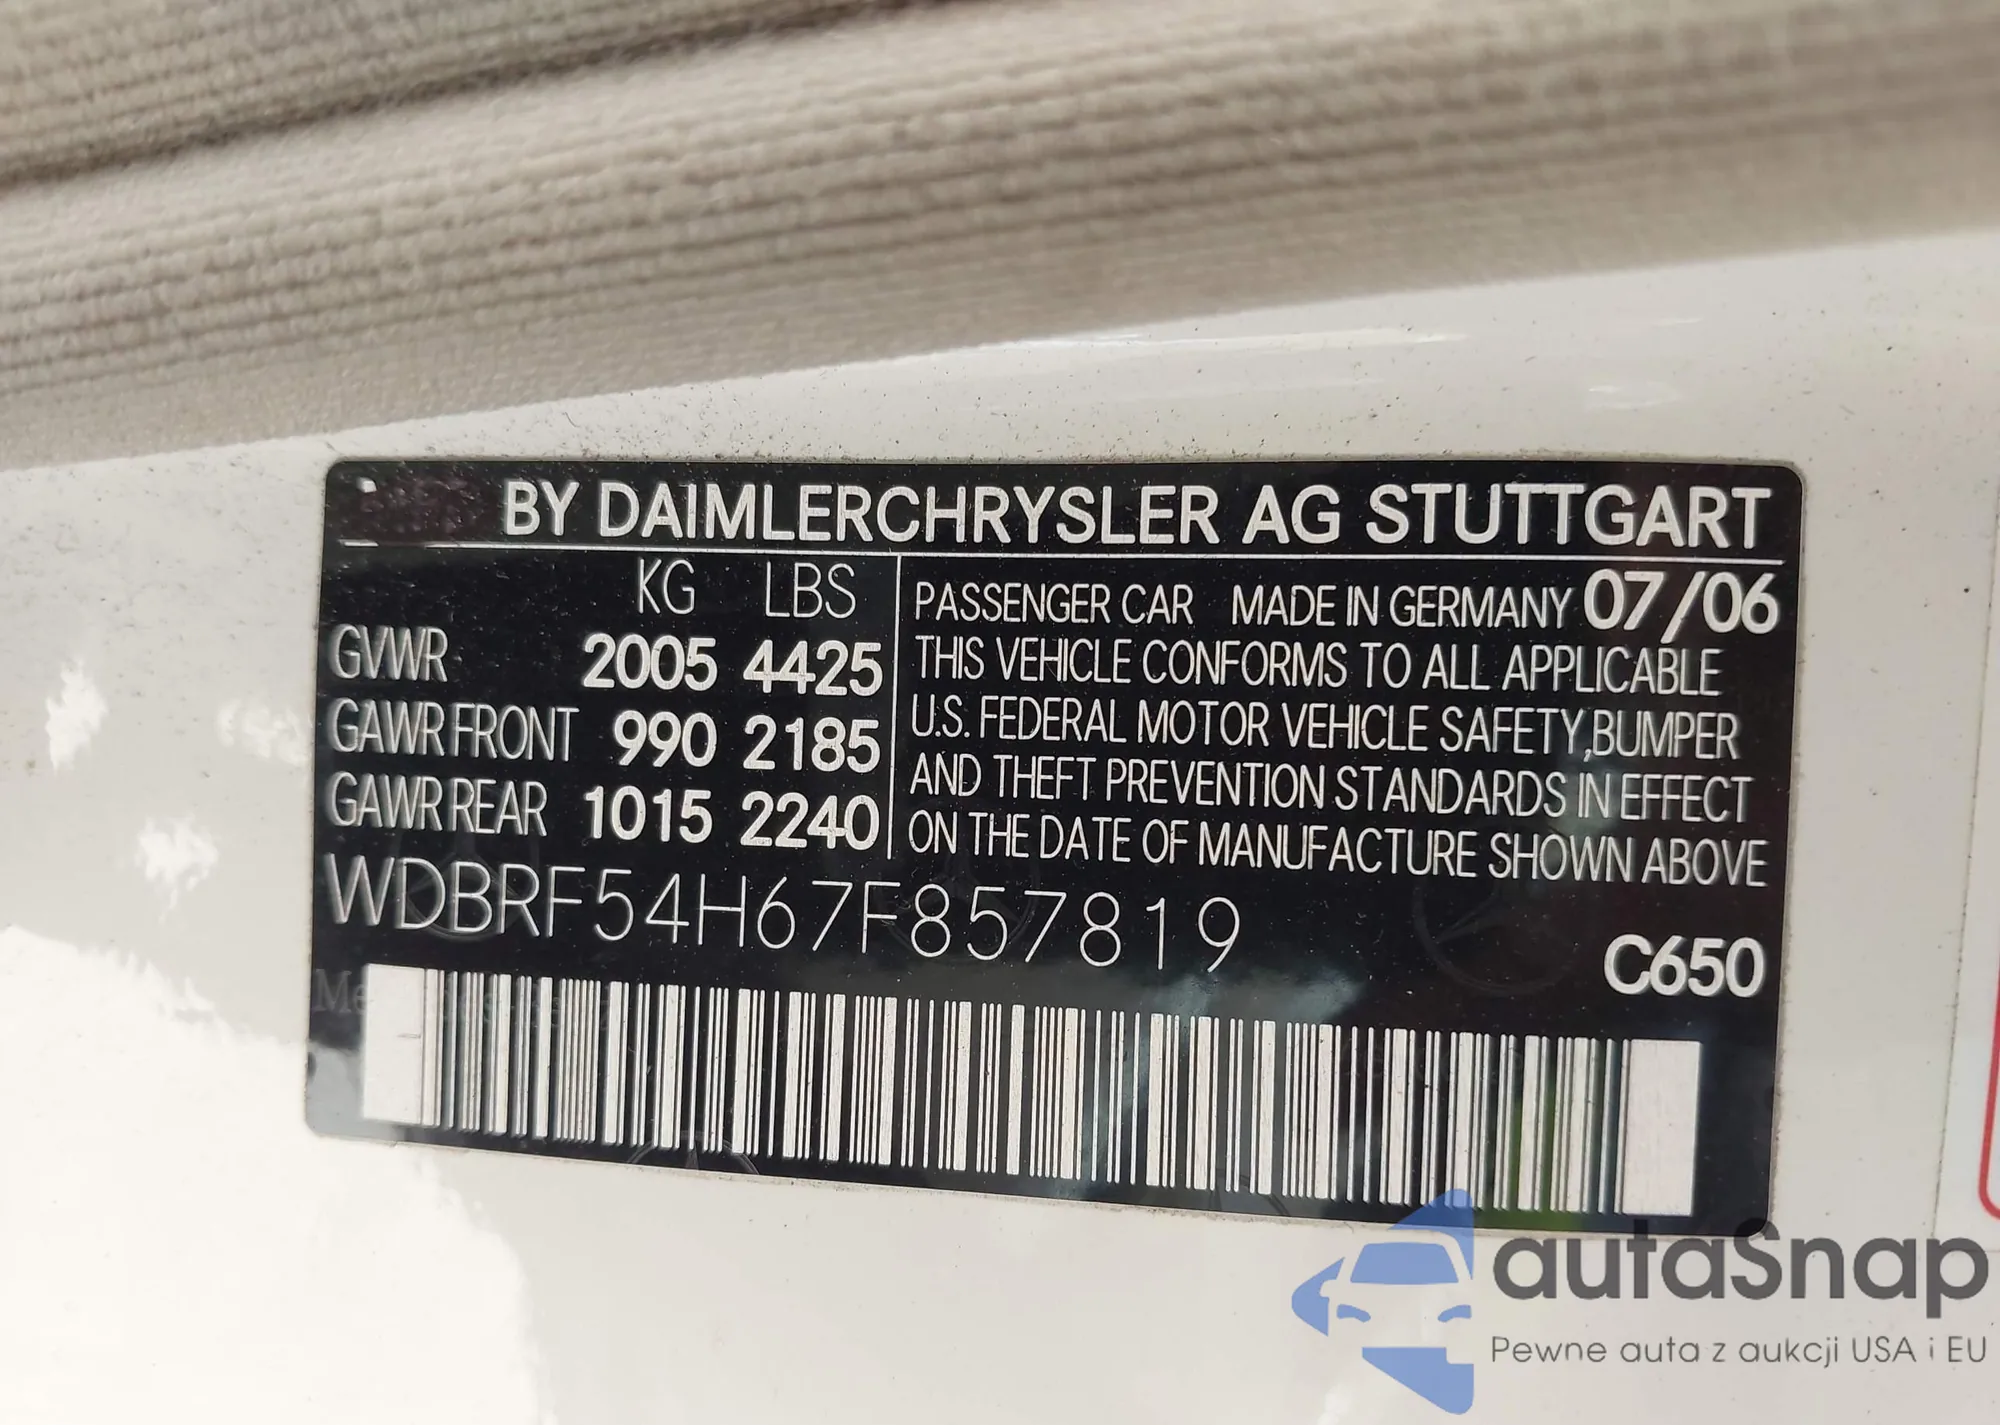 BY DAIMLERCHRYSLER AG STUTTGART
KG LBS
GVWR 2005 4425
GAWR FRONT 990 2185
GAWR REAR 1015 2240
PASSENGER CAR MADE IN GERMANY 07/06
THIS VEHICLE CONFORMS TO ALL APPLICABLE
U.S. FEDERAL MOTOR VEHICLE SAFETY,BUMPER
AND THEFT PREVENTION STANDARDS IN EFFECT
ON THE DATE OF MANUFACTURE SHOWN ABOVE
WDBRF54H67F857819
C650
autaSnap
Pewne auta z aukcji USA i EU